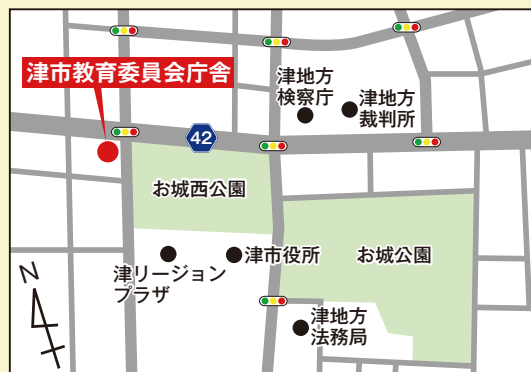 津市教育委員会庁舎
津地方
検察庁
津地方
裁判所
42
お城西公園
津市役所
お城公園
津リージョン
プラザ
津地方
法務局
N